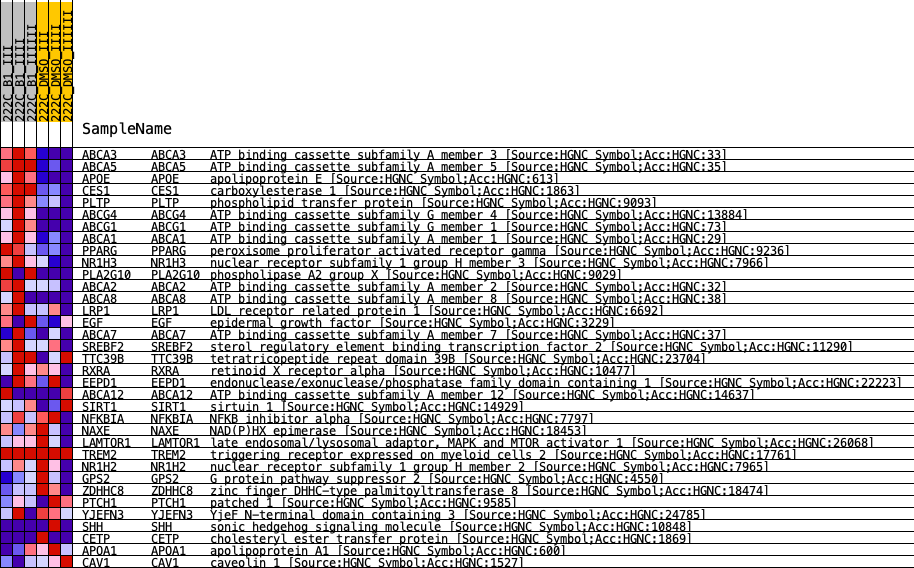 222C_B1_III
222C_B1_IIII
222C_B1_IIIIII
222C_DMSO_III
222C_DMSO_IIII
222C_DMSO_IIIIII
SampleName
ABCA3 ABCA3 ATP binding cassette subfamily A member 3 [Source:HGNC Symbol;Acc:HGNC:33]
ABCA5 ABCA5 ATP binding cassette subfamily A member 5 [Source:HGNC Symbol;Acc:HGNC:35]
APOE APOE apolipoprotein E [Source:HGNC Symbol;Acc:HGNC:613]
CES1 CES1 carboxylesterase 1 [Source:HGNC Symbol;Acc:HGNC:1863]
PLTP PLTP phospholipid transfer protein [Source:HGNC Symbol;Acc:HGNC:9093]
ABCG4 ABCG4 ATP binding cassette subfamily G member 4 [Source:HGNC Symbol;Acc:HGNC:13884]
ABCG1 ABCG1 ATP binding cassette subfamily G member 1 [Source:HGNC Symbol;Acc:HGNC:73]
ABCA1 ABCA1 ATP binding cassette subfamily A member 1 [Source:HGNC Symbol;Acc:HGNC:29]
PPARG PPARG peroxisome proliferator activated receptor gamma [Source:HGNC Symbol;Acc:HGNC:9236]
NR1H3 NR1H3 nuclear receptor subfamily 1 group H member 3 [Source:HGNC Symbol;Acc:HGNC:7966]
PLA2G10 PLA2G10 phospholipase A2 group X [Source:HGNC Symbol;Acc:HGNC:9029]
ABCA2 ABCA2 ATP binding cassette subfamily A member 2 [Source:HGNC Symbol;Acc:HGNC:32]
ABCA8 ABCA8 ATP binding cassette subfamily A member 8 [Source:HGNC Symbol;Acc:HGNC:38]
LRP1 LRP1 LDL receptor related protein 1 [Source:HGNC Symbol;Acc:HGNC:6692]
EGF EGF epidermal growth factor [Source:HGNC Symbol;Acc:HGNC:3229]
ABCA7 ABCA7 ATP binding cassette subfamily A member 7 [Source:HGNC Symbol;Acc:HGNC:37]
SREBF2 SREBF2 sterol regulatory element binding transcription factor 2 [Source:HGNC Symbol;Acc:HGNC:11290]
TTC39B TTC39B tetratricopeptide repeat domain 39B [Source:HGNC Symbol;Acc:HGNC:23704]
RXRA RXRA retinoid X receptor alpha [Source:HGNC Symbol;Acc:HGNC:10477]
EEPD1 EEPD1 endonuclease/exonuclease/phosphatase family domain containing 1 [Source:HGNC Symbol;Acc:HGNC:22223]
ABCA12 ABCA12 ATP binding cassette subfamily A member 12 [Source:HGNC Symbol;Acc:HGNC:14637]
SIRT1 SIRT1 sirtuin 1 [Source:HGNC Symbol;Acc:HGNC:14929]
NFKBIA NFKBIA NFKB inhibitor alpha [Source:HGNC Symbol;Acc:HGNC:7797]
NAXE NAXE NAD(P)HX epimerase [Source:HGNC Symbol;Acc:HGNC:18453]
LAMTOR1 LAMTOR1 late endosomal/lysosomal adaptor, MAPK and MTOR activator 1 [Source:HGNC Symbol;Acc:HGNC:26068]
TREM2 TREM2 triggering receptor expressed on myeloid cells 2 [Source:HGNC Symbol;Acc:HGNC:17761]
NR1H2 NR1H2 nuclear receptor subfamily 1 group H member 2 [Source:HGNC Symbol;Acc:HGNC:7965]
GPS2 GPS2 G protein pathway suppressor 2 [Source:HGNC Symbol;Acc:HGNC:4550]
ZDHHC8 ZDHHC8 zinc finger DHHC-type palmitoyltransferase 8 [Source:HGNC Symbol;Acc:HGNC:18474]
PTCH1 PTCH1 patched 1 [Source:HGNC Symbol;Acc:HGNC:9585]
YJEFN3 YJEFN3 YjeF N-terminal domain containing 3 [Source:HGNC Symbol;Acc:HGNC:24785]
SHH SHH sonic hedgehog signaling molecule [Source:HGNC Symbol;Acc:HGNC:10848]
CETP CETP cholesteryl ester transfer protein [Source:HGNC Symbol;Acc:HGNC:1869]
APOA1 APOA1 apolipoprotein A1 [Source:HGNC Symbol;Acc:HGNC:600]
CAV1 CAV1 caveolin 1 [Source:HGNC Symbol;Acc:HGNC:1527]